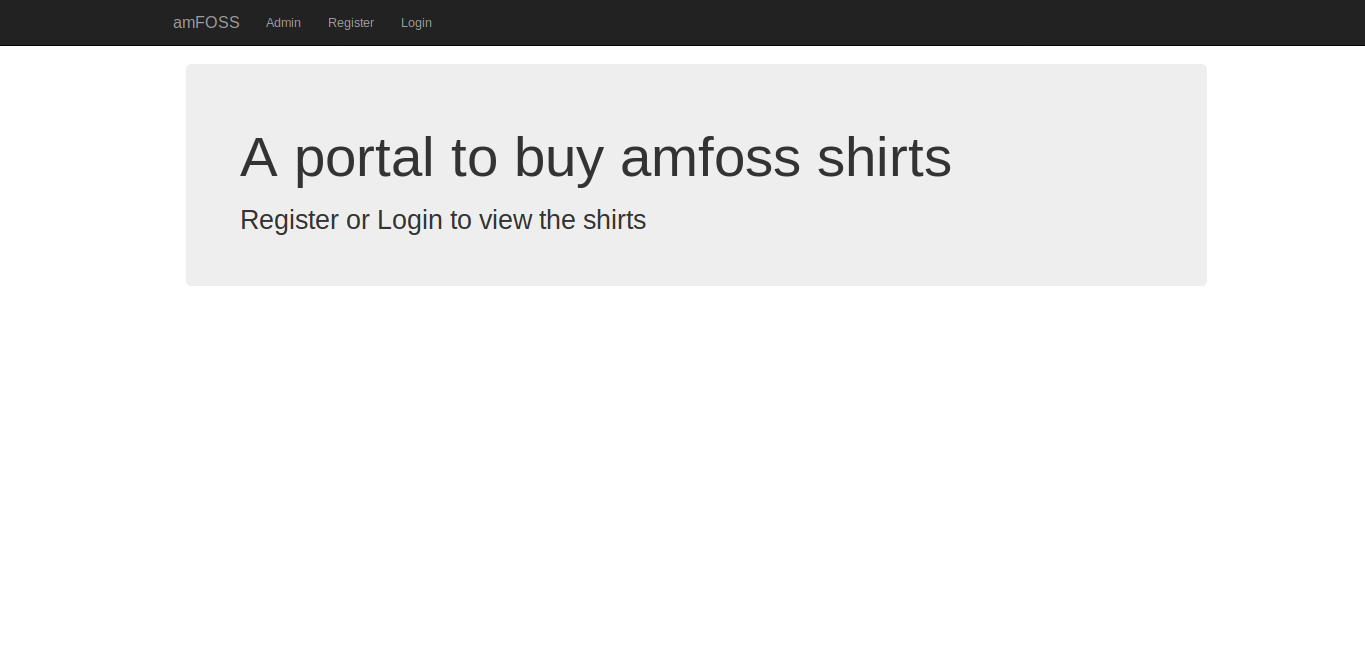 amFOSS Admin Register Login
A portal to buy amfoss shirts
Register or Login to view the shirts